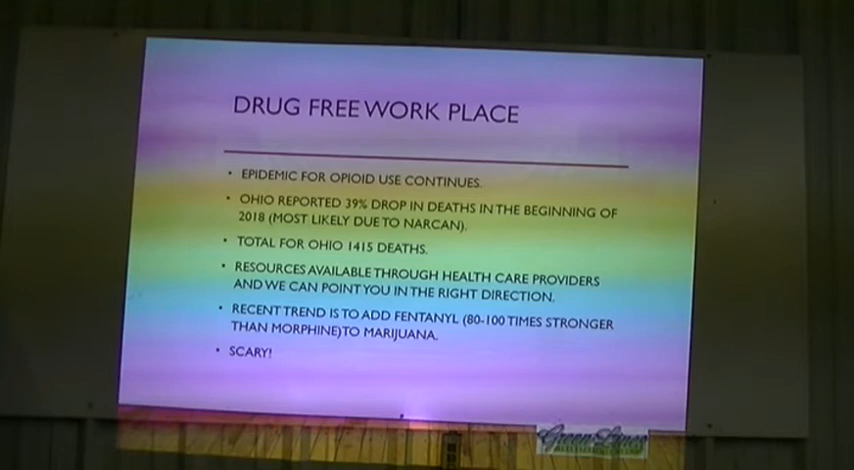 DRUG FREE WORK PLACE
• EPIDEMIC FOR OPIOID USE CONTINUES.
• OHIO REPORTED 39% DROP IN DEATHS IN THE BEGINNING OF
2018 (MOST LIKELY DUE TO NARCAN).
• TOTAL FOR OHIO 1415 DEATHS.
• RESOURCES AVAILABLE THROUGH HEALTH CARE PROVIDERS
AND WE CAN POINT YOU IN THE RIGHT DIRECTION.
• RECENT TREND IS TO ADD FENTANYL (80-100 TIMES STRONGER
THAN MORPHINE)TO MARIJUANA.
• SCARY!
Green Lines